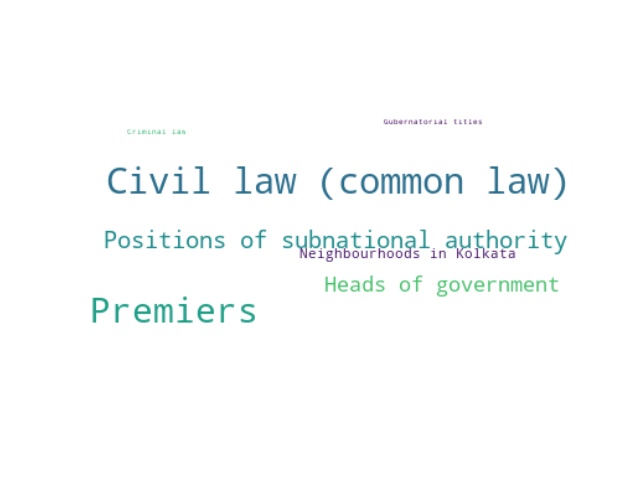 Gubernatorial titles
Criminal law
Civil law (common law)
Positions of subnational authority
Neighbourhoods in Kolkata
Heads of government
Premiers